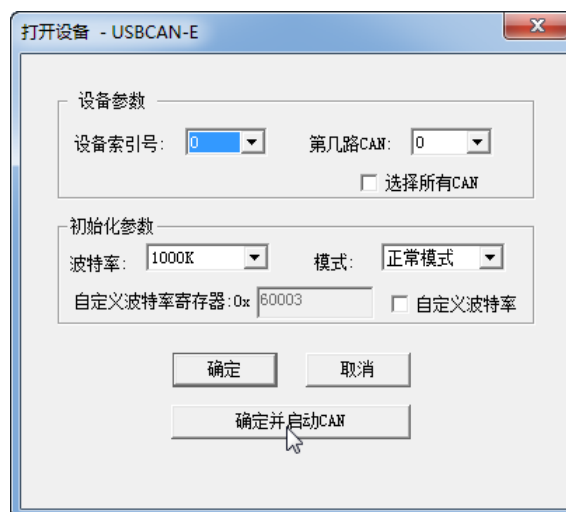 打开设备 - USBCAN-E
设备参数
设备索引号: 0 第几路CAN: 0
选择所有CAN
初始化参数
波特率: 1000K 模式: 正常模式
自定义波特率寄存器:0x 60003 自定义波特率
确定 取消
确定并启动CAN